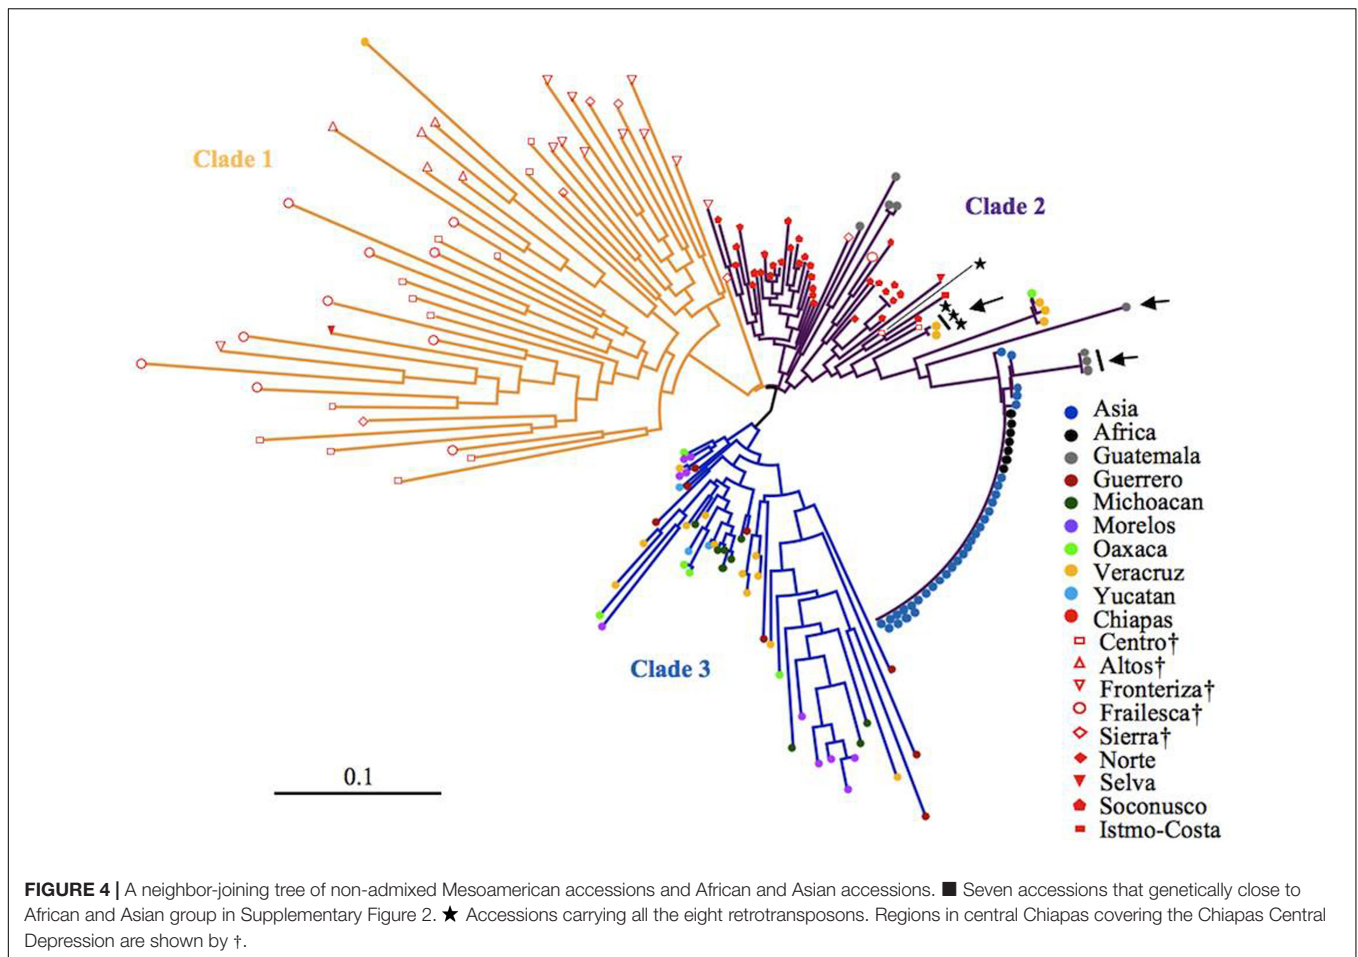 Clade 1
Clade 2
Asia
Africa
Guatemala
Guerrero
Michoacan
Morelos
Oaxaca
Veracruz
Yucatan
Chiapas
Centro†
Altos†
Fronteriza†
Frailesca†
Sierra†
Norte
Selva
Soconusco
Istmo-Costa
Clade 3
0.1
FIGURE 4 | A neighbor-joining tree of non-admixed Mesoamerican accessions and African and Asian accessions. ■ Seven accessions that genetically close to
African and Asian group in Supplementary Figure 2. ★ Accessions carrying all the eight retrotransposons. Regions in central Chiapas covering the Chiapas Central
Depression are shown by †.